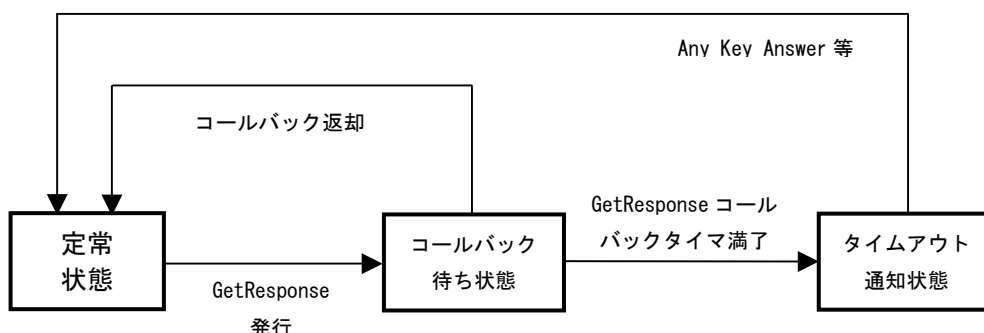 Any Key Answer 等
コールバック返却
定常
状態
GetResponse
発行
コールバック
待ち状態
GetResponse コール
バックタイマ満了
タイムアウト
通知状態